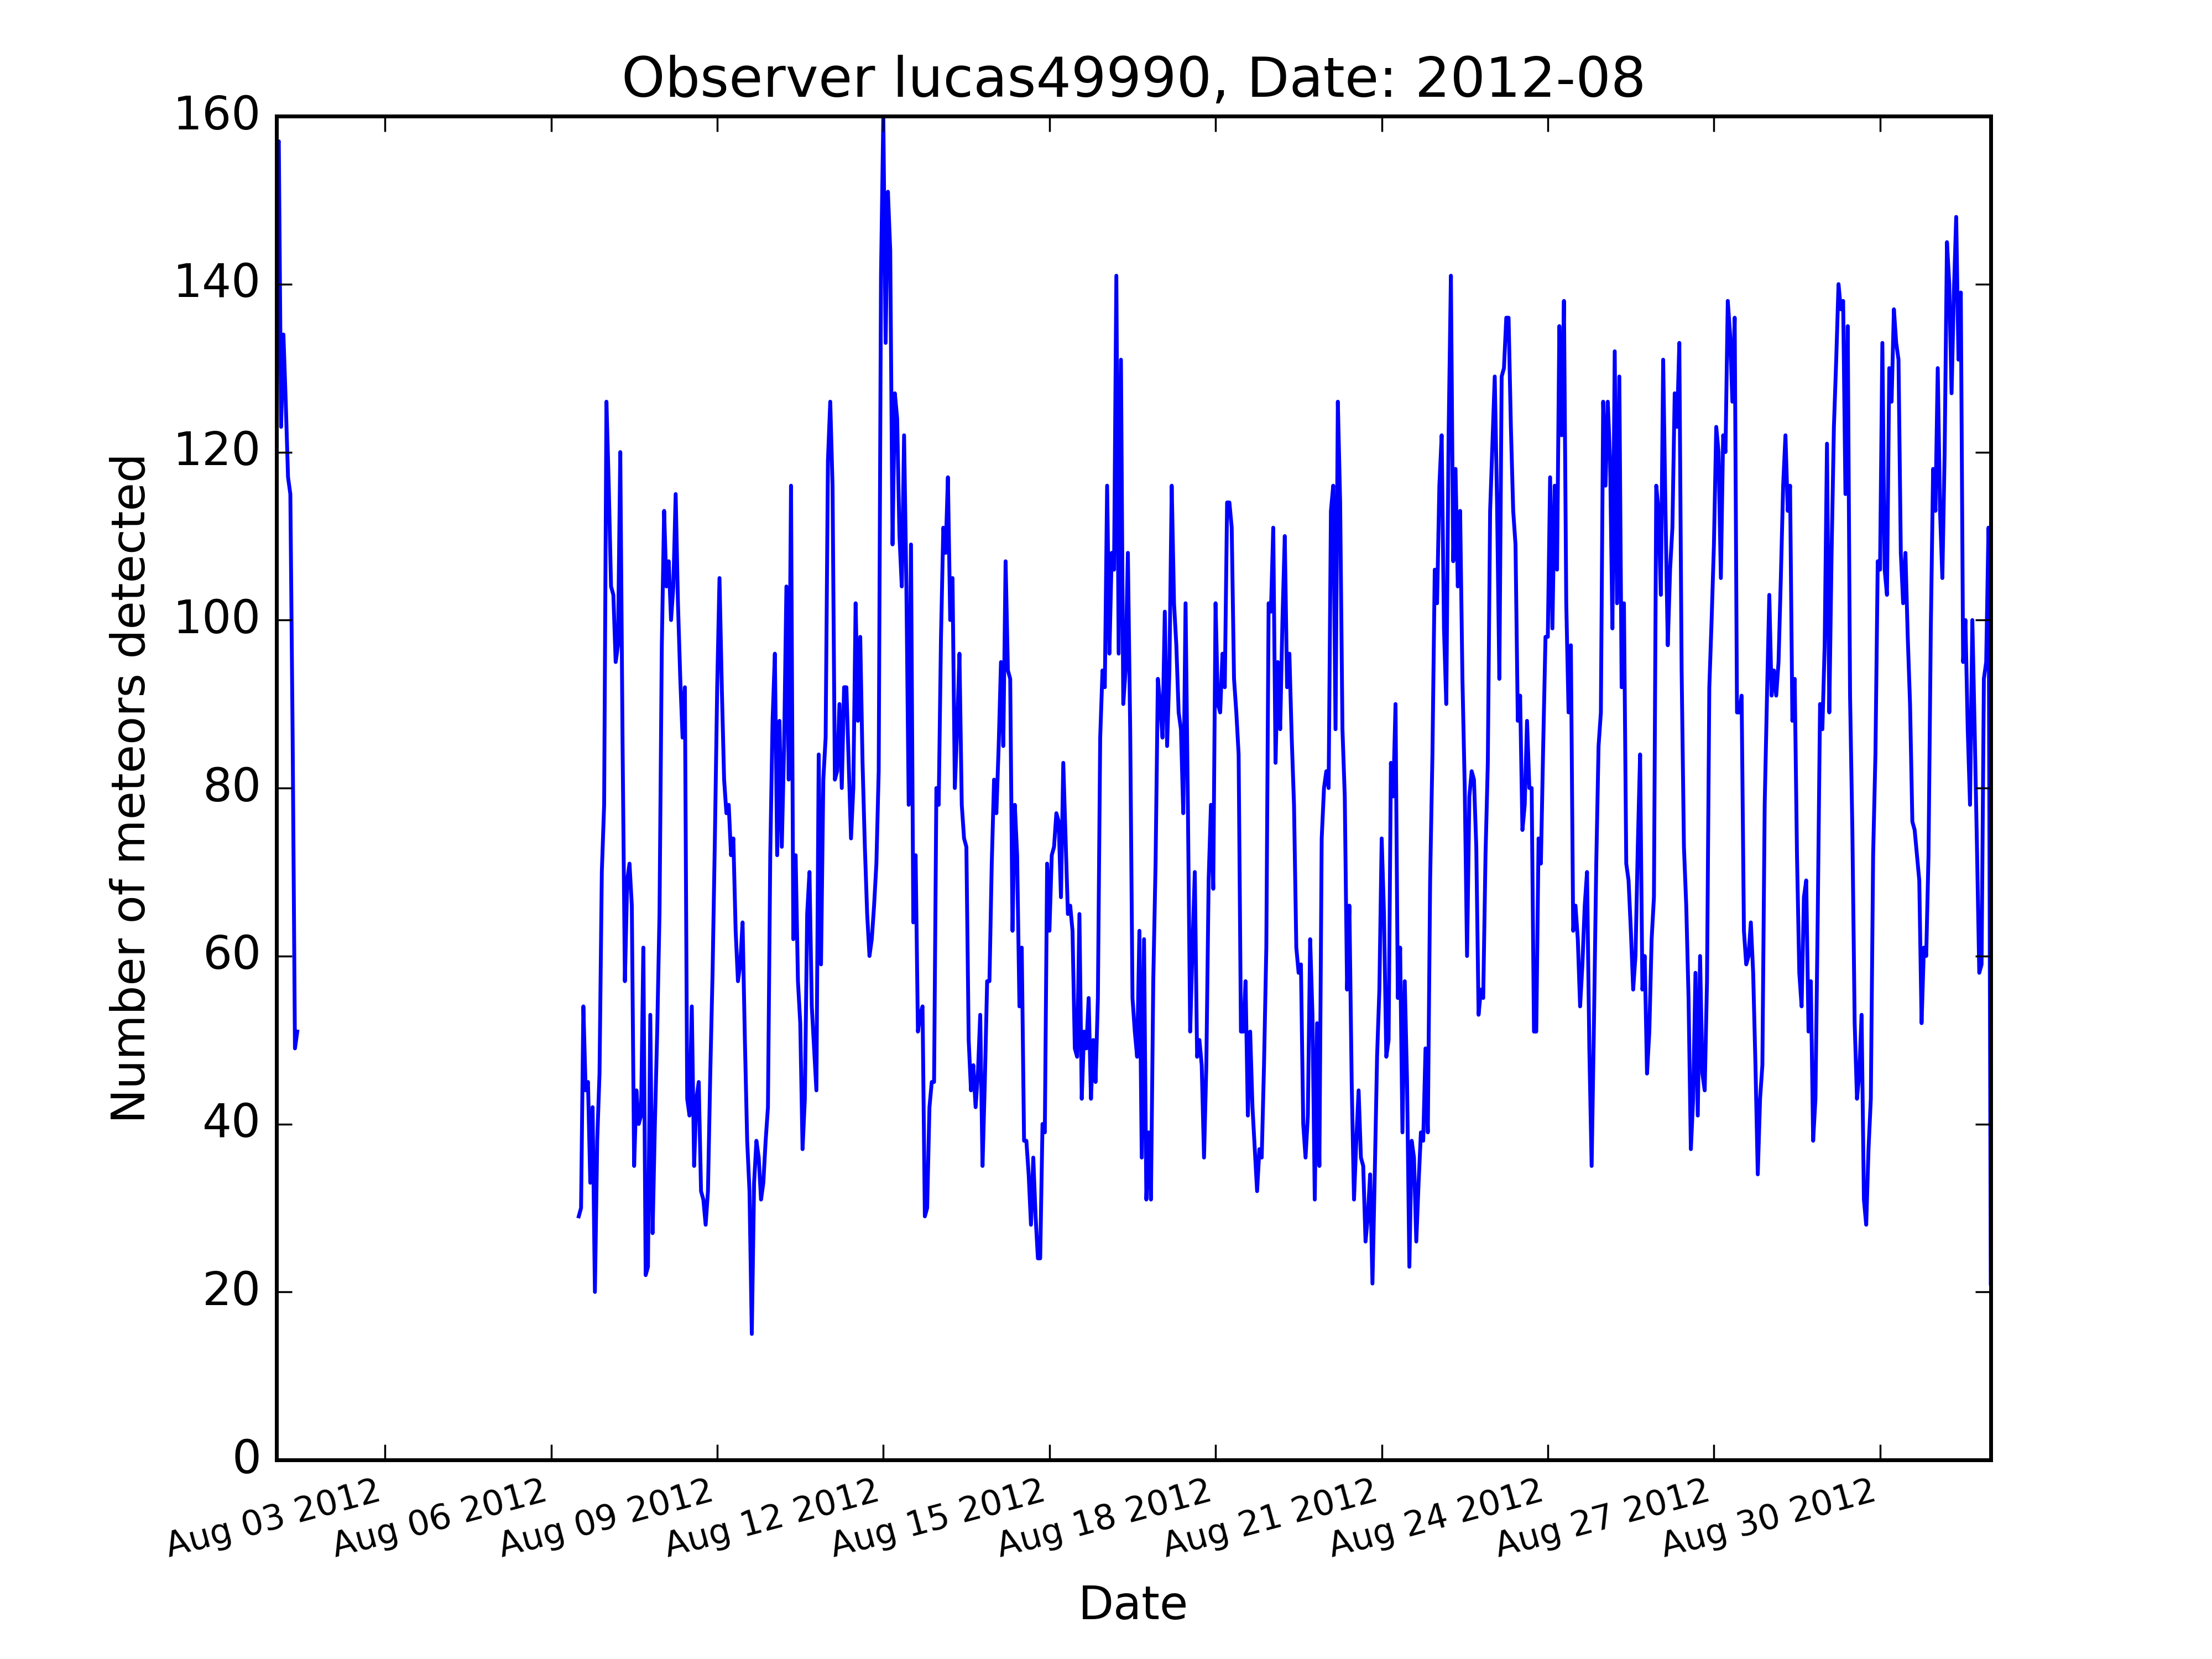 Observer lucas49990, Date: 2012-08
160
140
120
100
80
60
40
20
0
Number of meteors detected
Aug 03 2012
Aug 06 2012
Aug 09 2012
Aug 12 2012
Aug 15 2012
Aug 18 2012
Aug 21 2012
Aug 24 2012
Aug 27 2012
Aug 30 2012
Date